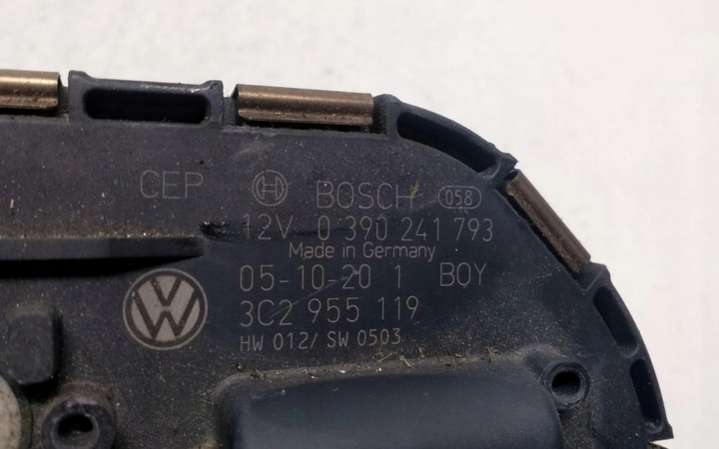 CEP BOSCH 058
12V 0 390 241 793
Made in Germany
05-10-20 1 BOY
3C2 955 119
HW 012/ SW 0503